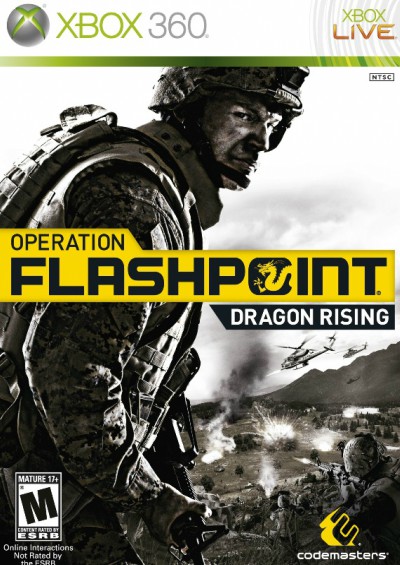 XBOX 360
XBOX
LIVE
NTSC
OPERATION
FLASHPOINT
DRAGON RISING
MATURE 17+
M
CONTENT RATED BY
ESRB
Online Interactions
Not Rated by
the ESRB
codemasters